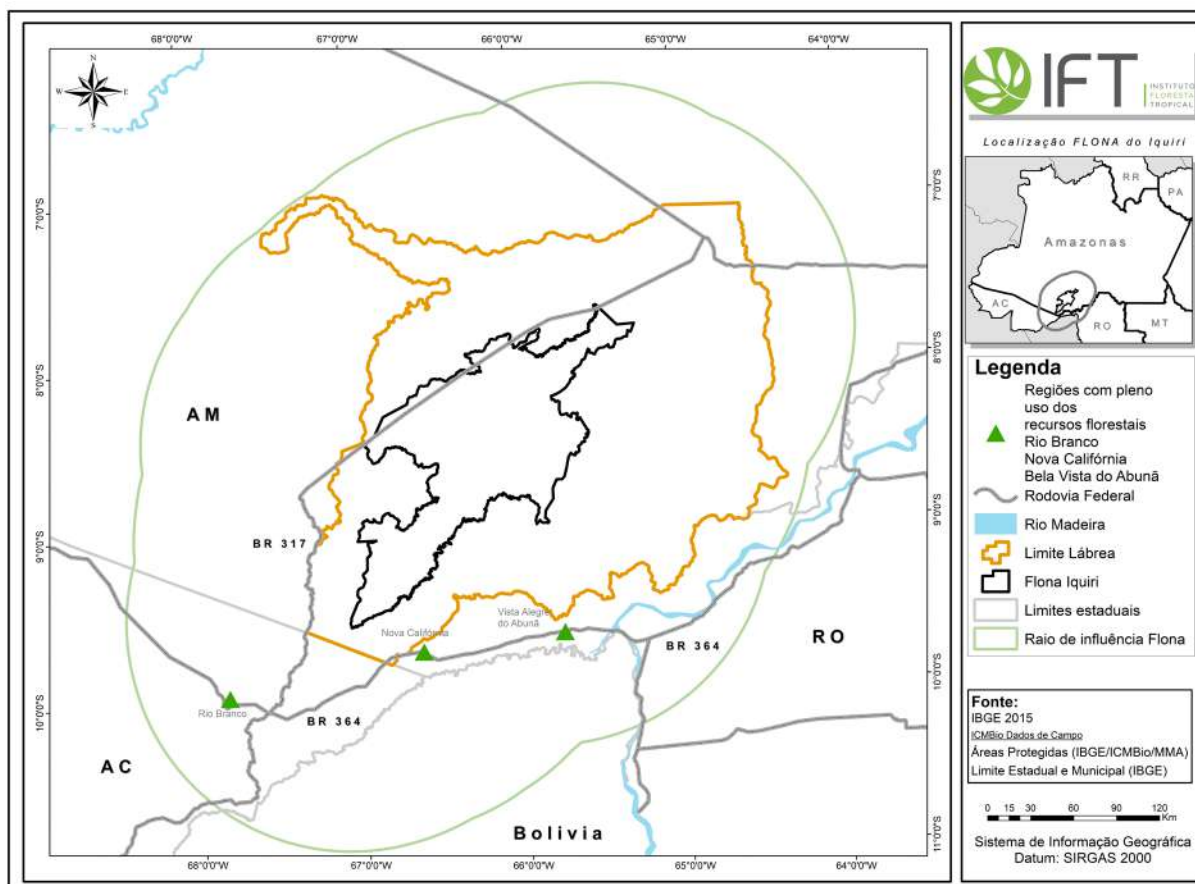 68°0'0"W 67°0'0"W 66°0'0"W 65°0'0"W 64°0'0"W
N
W E
S
7°0'0"S
7°0'0"S
8°0'0"S
8°0'0"S
AM
9°0'0"S
9°0'0"S
BR 317
Vista Alegre
do Abunã
Nova Califórnia
RO
BR 364
10°0'0"S
10°0'0"S
Rio Branco
BR 364
AC
Bolivia
11°0'0"S
68°0'0"W 67°0'0"W 66°0'0"W 65°0'0"W 64°0'0"W
IFT
INSTITUTO
FLORESTA
TROPICAL
Localização FLONA do Iquiri
RR
PA
Amazonas
AC
RO
MT
Legenda
Regiões com pleno
uso dos
recursos florestais
Rio Branco
Nova Califórnia
Bela Vista do Abunã
Rodovia Federal
Rio Madeira
Limite Lábrea
Flona Iquiri
Limites estaduais
Raio de influência Flona
Fonte:
IBGE 2015
ICMBio Dados de Campo
Áreas Protegidas (IBGE/ICMBio/MMA)
Limite Estadual e Municipal (IBGE)
0 15 30 60 90 120
Km
Sistema de Informação Geográfica
Datum: SIRGAS 2000